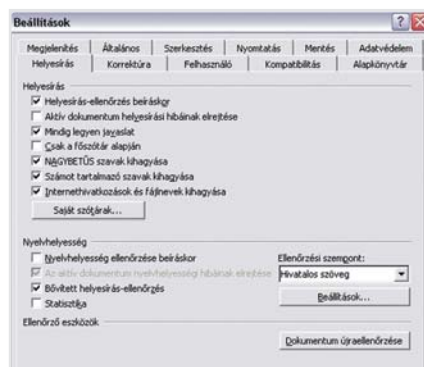 Beállítások
Megjelenítés Általános Szerkesztés Nyomtatás Mentés Adatvédelem
Helyesírás Korrektúra Felhasználó Kompatibilitás Alapkönyvtár
Helyesírás
Helyesírás-ellenőrzés beíráskor
Aktív dokumentum helyesírási hibáinak elrejtése
Mindig legyen javaslat
Csak a főszótár alapján
NAGYBETŰS szavak kihagyása
Számot tartalmazó szavak kihagyása
Internethivatkozások és fájlnevek kihagyása
Saját szótárak...
Nyelvhelyesség
Nyelvhelyesség ellenőrzése beíráskor Ellenőrzési szempont:
Az aktív dokumentum nyelvhelyességi hibáinak elrejtése Hivatalos szöveg
Bővített helyesírás-ellenőrzés Beállítások...
Statisztika
Ellenőrző eszközök
Dokumentum újraellenőrzése